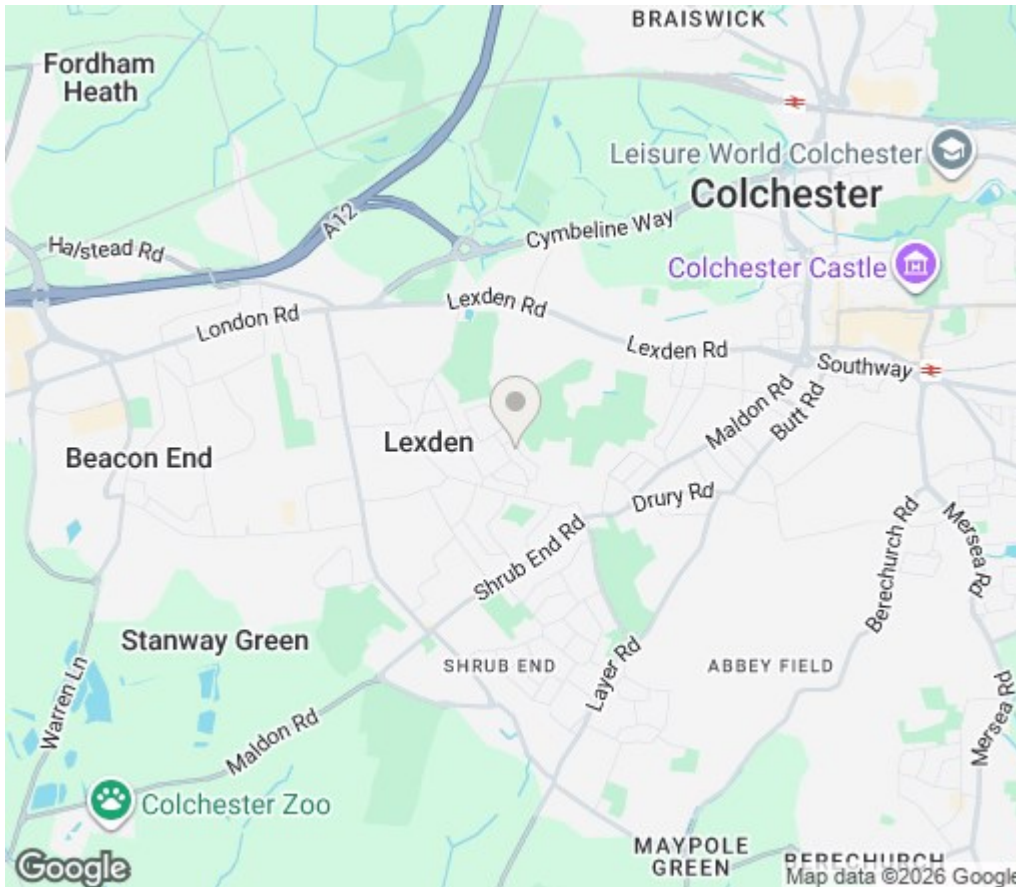 BRAISWICK
Fordham
Heath
Leisure World Colchester
Colchester
A12
Halstead Rd
Cymbeline Way
Colchester Castle
London Rd
Lexden Rd
Lexden Rd
Southway
Maldon Rd
Butt Rd
Lexden
Beacon End
Drury Rd
Shrub End Rd
Berechurch Rd
Mersea Rd
Stanway Green
SHRUB END
ABBEY FIELD
Layer Rd
Warren Ln
Maldon Rd
Mersea Rd
Colchester Zoo
MAYPOLE
GREEN
BERECHURCH
Google
Map data ©2026 Google